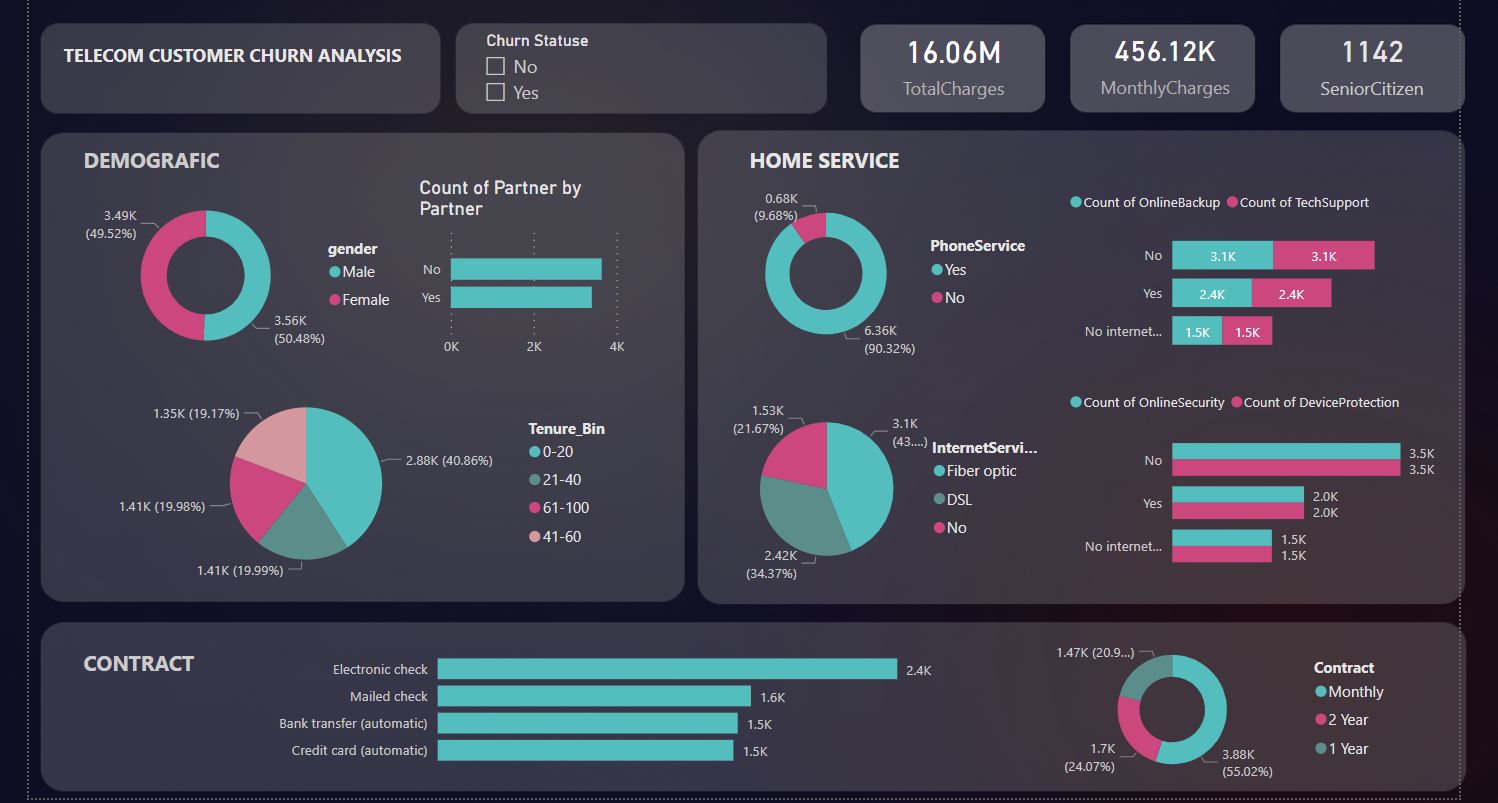 TELECOM CUSTOMER CHURN ANALYSIS
Churn Statuse
No
Yes
16.06M
TotalCharges
456.12K
MonthlyCharges
1142
SeniorCitizen
DEMOGRAFIC
3.49K
(49.52%)
3.56K
(50.48%)
gender
Male
Female
Count of Partner by
Partner
No
Yes
0K
2K
4K
1.35K (19.17%)
2.88K (40.86%)
1.41K (19.98%)
1.41K (19.99%)
Tenure_Bin
0-20
21-40
61-100
41-60
HOME SERVICE
0.68K
(9.68%)
6.36K
(90.32%)
PhoneService
Yes
No
Count of OnlineBackup
Count of TechSupport
No
3.1K
3.1K
Yes
2.4K
2.4K
No internet...
1.5K
1.5K
1.53K
(21.67%)
3.1K
(43....)
2.42K
(34.37%)
InternetServi...
Fiber optic
DSL
No
Count of OnlineSecurity
Count of DeviceProtection
No
3.5K
3.5K
Yes
2.0K
2.0K
No internet...
1.5K
1.5K
CONTRACT
Electronic check
2.4K
Mailed check
1.6K
Bank transfer (automatic)
1.5K
Credit card (automatic)
1.5K
1.47K (20.9...)
1.7K
(24.07%)
3.88K
(55.02%)
Contract
Monthly
2 Year
1 Year